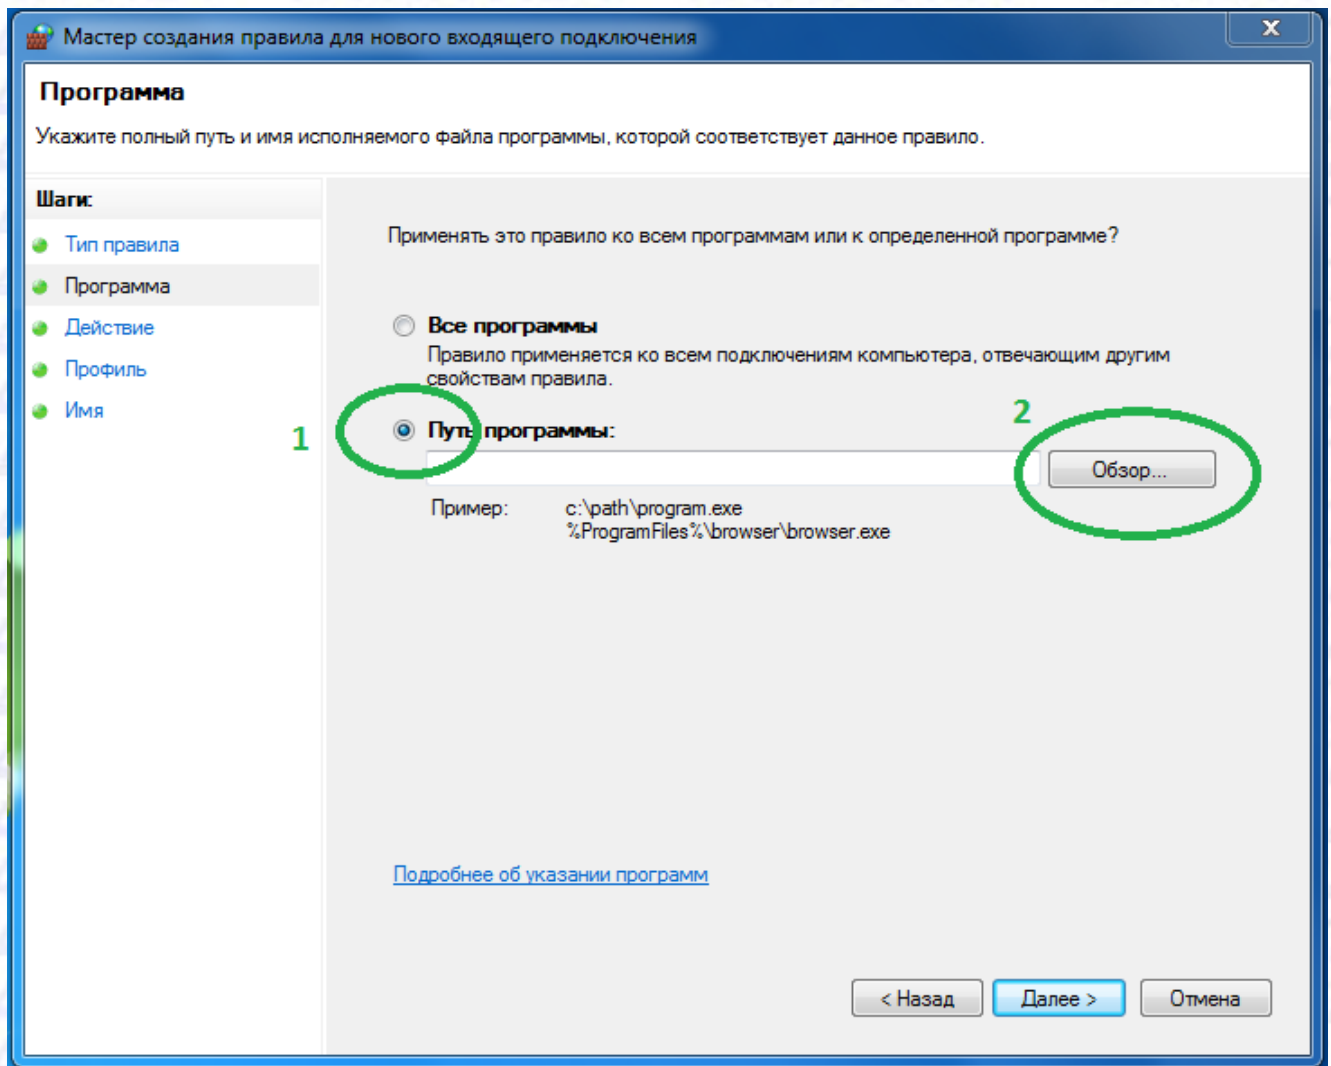 Мастер создания правила для нового входящего подключения
X
Программа
Укажите полный путь и имя исполняемого файла программы, которой соответствует данное правило.
Шаги:
Тип правила
Программа
Действие
Профиль
Имя
Применять это правило ко всем программам или к определенной программе?
Все программы
Правило применяется ко всем подключениям компьютера, отвечающим другим
свойствам правила.
1
Путь программы:
2
Обзор...
Пример: c:\path\program.exe
%ProgramFiles%\browser\browser.exe
Подробнее об указании программ
< Назад
Далее >
Отмена